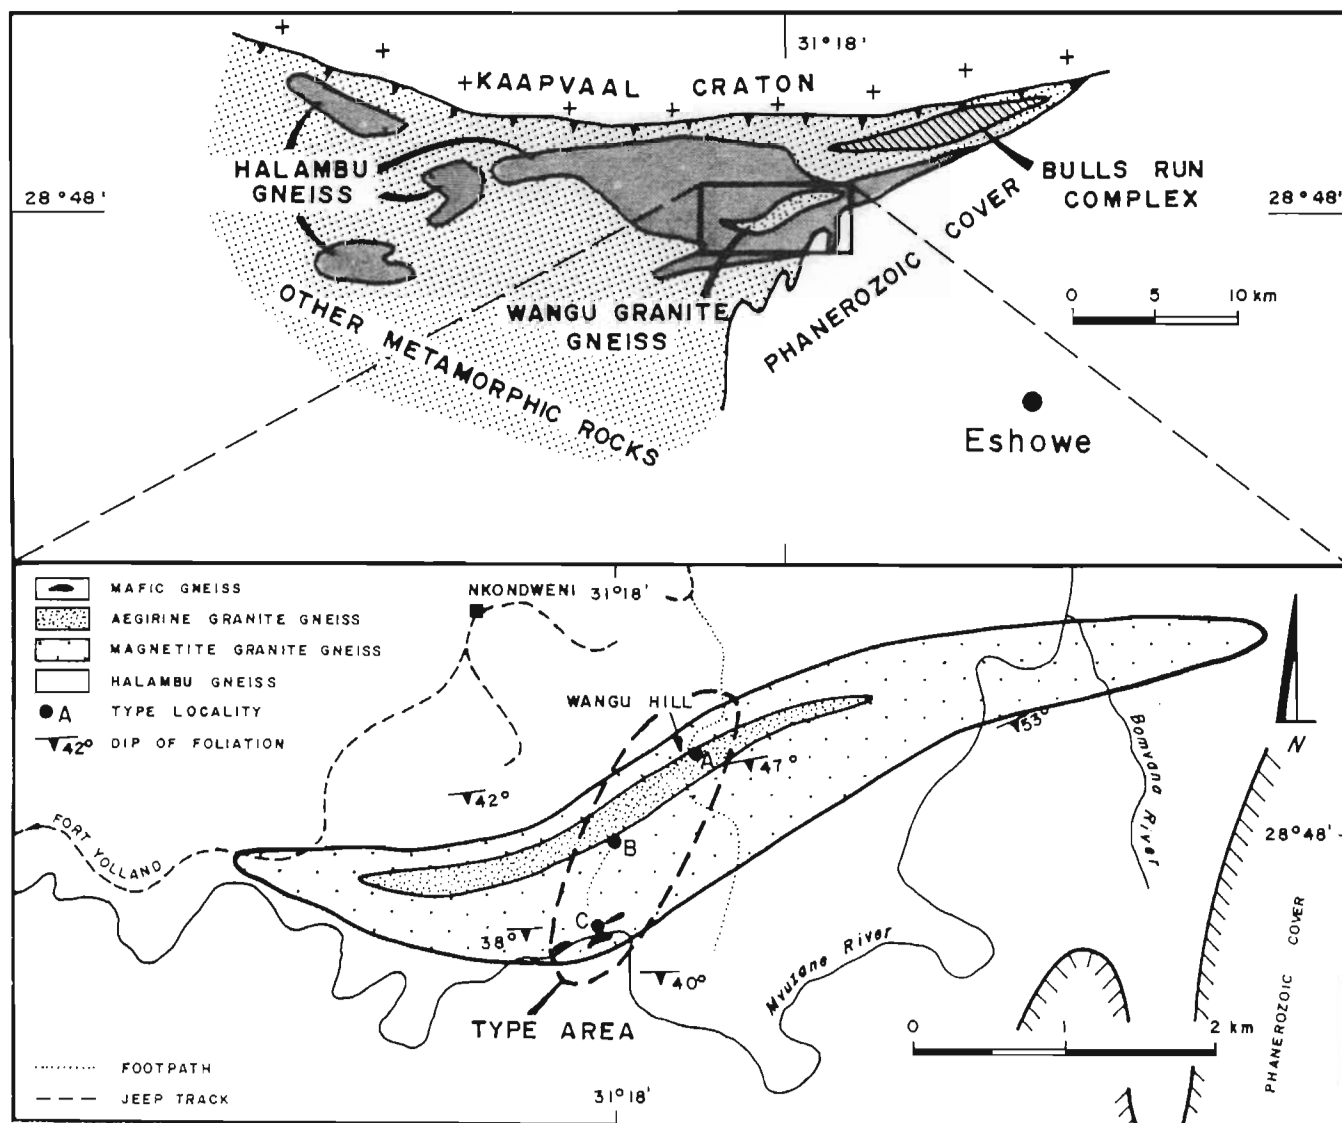 31°18'
KAAPVAAL CRATON
HALAMBU
GNEISS
BULLS RUN
COMPLEX
28°48'
28°48'
PHANEROZOIC COVER
0 5 10 km
WANGU GRANITE
GNEISS
OTHER METAMORPHIC ROCKS
Eshowe
MAFIC GNEISS
AEGIRINE GRANITE GNEISS
MAGNETITE GRANITE GNEISS
HALAMBU GNEISS
A TYPE LOCALITY
42° DIP OF FOLIATION
NKONDWENI
31°18'
WANGU HILL
A
47°
53°
Bomvana River
N
42°
28°48'
FORT YOLLAND
B
C
38°
40°
Mvuzane River
TYPE AREA
0 1 2 km
PHANEROZOIC COVER
FOOTPATH
JEEP TRACK
31°18'